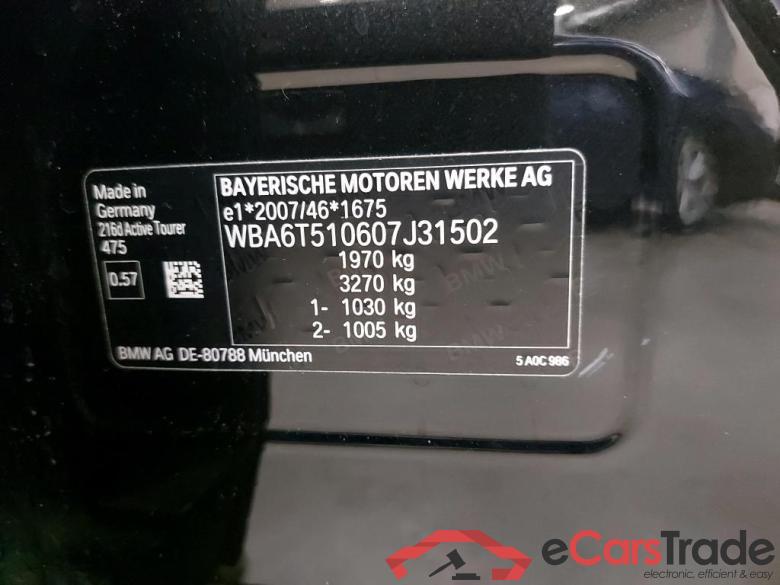 BAYERISCHE MOTOREN WERKE AG
e1*2007/46*1675
WBA6T510607J31502
1970 kg
3270 kg
1- 1030 kg
2- 1005 kg
Made in
Germany
216d Active Tourer
475
0.57
BMW AG DE-80788 München
5 A0C 986
eCarsTrade
electronic, efficient & easy